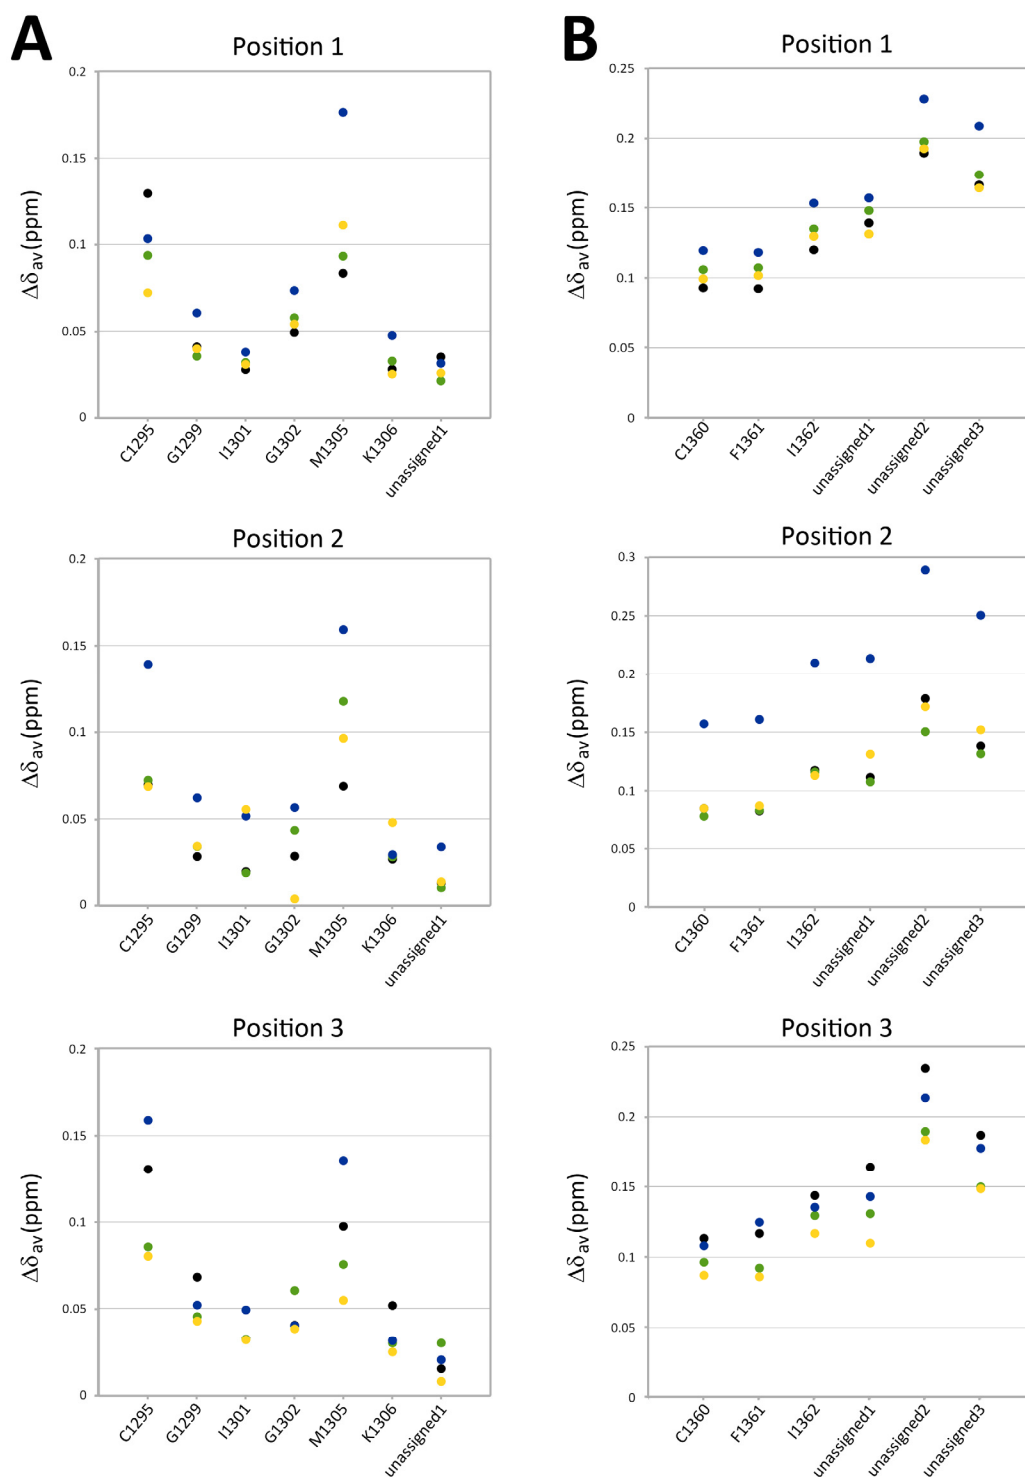 A
Position 1
0.2
0.15
0.1
0.05
0
Δδav(ppm)
C1295
G1299
I1301
G1302
M1305
K1306
unassigned1
Position 2
0.2
0.15
0.1
0.05
0
Δδav(ppm)
C1295
G1299
I1301
G1302
M1305
K1306
unassigned1
Position 3
0.2
0.15
0.1
0.05
0
Δδav(ppm)
C1295
G1299
I1301
G1302
M1305
K1306
unassigned1
B
Position 1
0.25
0.2
0.15
0.1
0.05
0
Δδav(ppm)
C1360
F1361
I1362
unassigned1
unassigned2
unassigned3
Position 2
0.3
0.25
0.2
0.15
0.1
0.05
0
Δδav(ppm)
C1360
F1361
I1362
unassigned1
unassigned2
unassigned3
Position 3
0.25
0.2
0.15
0.1
0.05
0
Δδav(ppm)
C1360
F1361
I1362
unassigned1
unassigned2
unassigned3